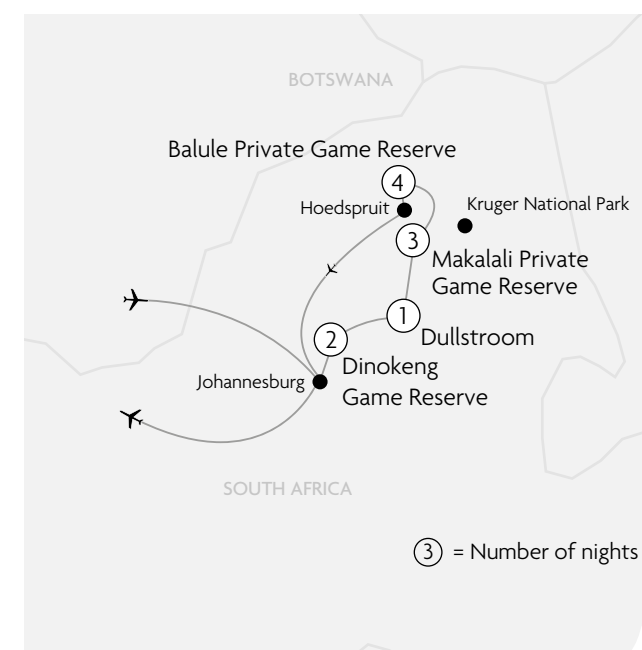 BOTSWANA
Balule Private Game Reserve
4
Hoedspruit
Kruger National Park
3
Makalali Private
Game Reserve
1
Dullstroom
2
Dinokeng
Game Reserve
Johannesburg
SOUTH AFRICA
3 = Number of nights